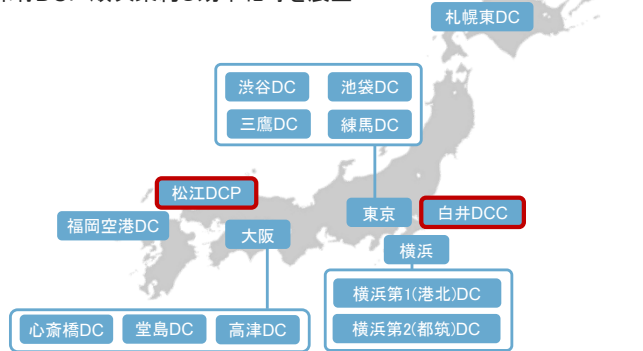 札幌東DC
渋谷DC
池袋DC
三鷹DC
練馬DC
松江DCP
福岡空港DC
大阪
東京
白井DCC
横浜
横浜第1(港北)DC
横浜第2(都筑)DC
心斎橋DC
堂島DC
高津DC